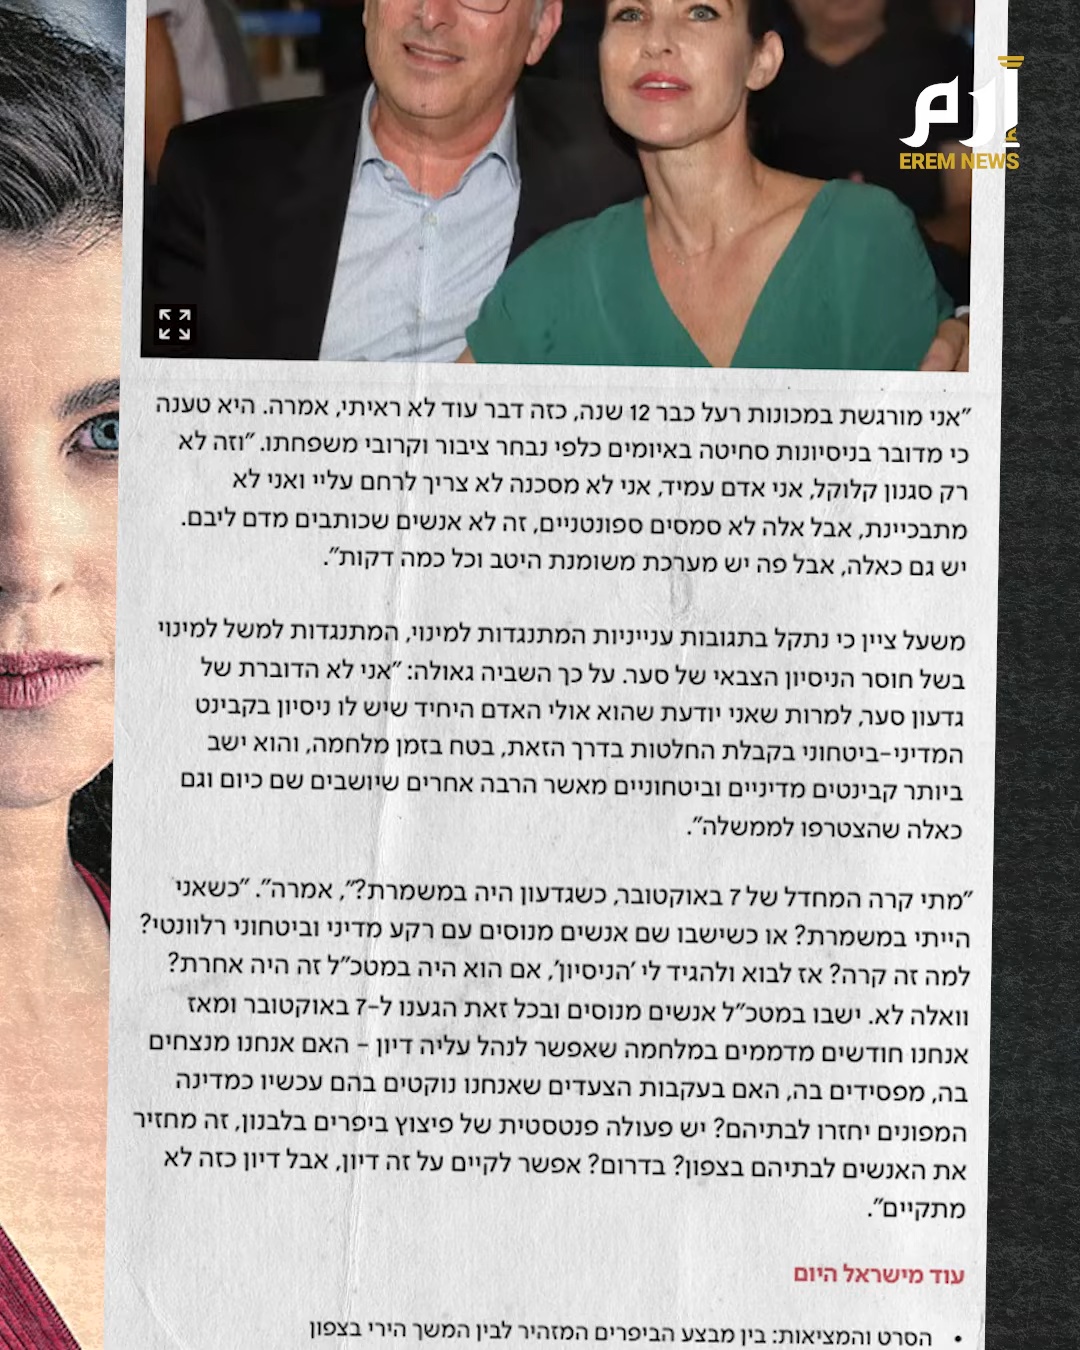 إرم
EREM NEWS
"אני מורגשת במכונות רעל כבר 12 שנה, כזה דבר עוד לא ראיתי, אמרה. היא טענה
כי מדובר בניסיונות סחיטה באיומים כלפי נבחר ציבור וקרובי משפחתו. "וזה לא
רק סגנון קלוקל, אני אדם עמיד, אני לא מסכנה לא צריך לרחם עליי ואני לא
מתבכיינת, אבל אלה לא סמסים ספונטניים, זה לא אנשים שכותבים מדם ליבם.
יש גם כאלה, אבל פה יש מערכת משומנת היטב וכל כמה דקות".
משעל ציין כי נתקל בתגובות ענייניות המתנגדות למינוי, המתנגדות למשל למינוי
בשל חוסר הניסיון הצבאי של סער. על כך השביה גאולה: "אני לא הדוברת של
גדעון סער, למרות שאני יודעת שהוא אולי האדם היחיד שיש לו ניסיון בקבינט
המדיני-ביטחוני בקבלת החלטות בדרך הזאת, בטח בזמן מלחמה, והוא ישב
ביותר קבינטים מדיניים וביטחוניים מאשר הרבה אחרים שיושבים שם כיום וגם
כאלה שהצטרפו לממשלה".
"מתי קרה המחדל של 7 באוקטובר, כשגדעון היה במשמרת?", אמרה". "כשאני
הייתי במשמרת? או כשישבו שם אנשים מנוסים עם רקע מדיני וביטחוני רלוונטי?
למה זה קרה? אז לבוא ולהגיד לי 'הניסיון', אם הוא היה במטכ"ל זה היה אחרת?
וואלה לא. ישבו במטכ"ל אנשים מנוסים ובכל זאת הגענו ל-7 באוקטובר ומאז
אנחנו חודשים מדממים במלחמה שאפשר לנהל עליה דיון - האם אנחנו מנצחים
בה, מפסידים בה, האם בעקבות הצעדים שאנחנו נוקטים בהם עכשיו כמדינה
המפונים יחזרו לבתיהם? יש פעולה פנטסטית של פיצוץ ביפרים בלבנון, זה מחזיר
את האנשים לבתיהם בצפון? בדרום? אפשר לקיים על זה דיון, אבל דיון כזה לא
מתקיים".
עוד מישראל היום
• הסרט והמציאות: בין מבצע הביפרים המזהיר לבין המשך הירי בצפון